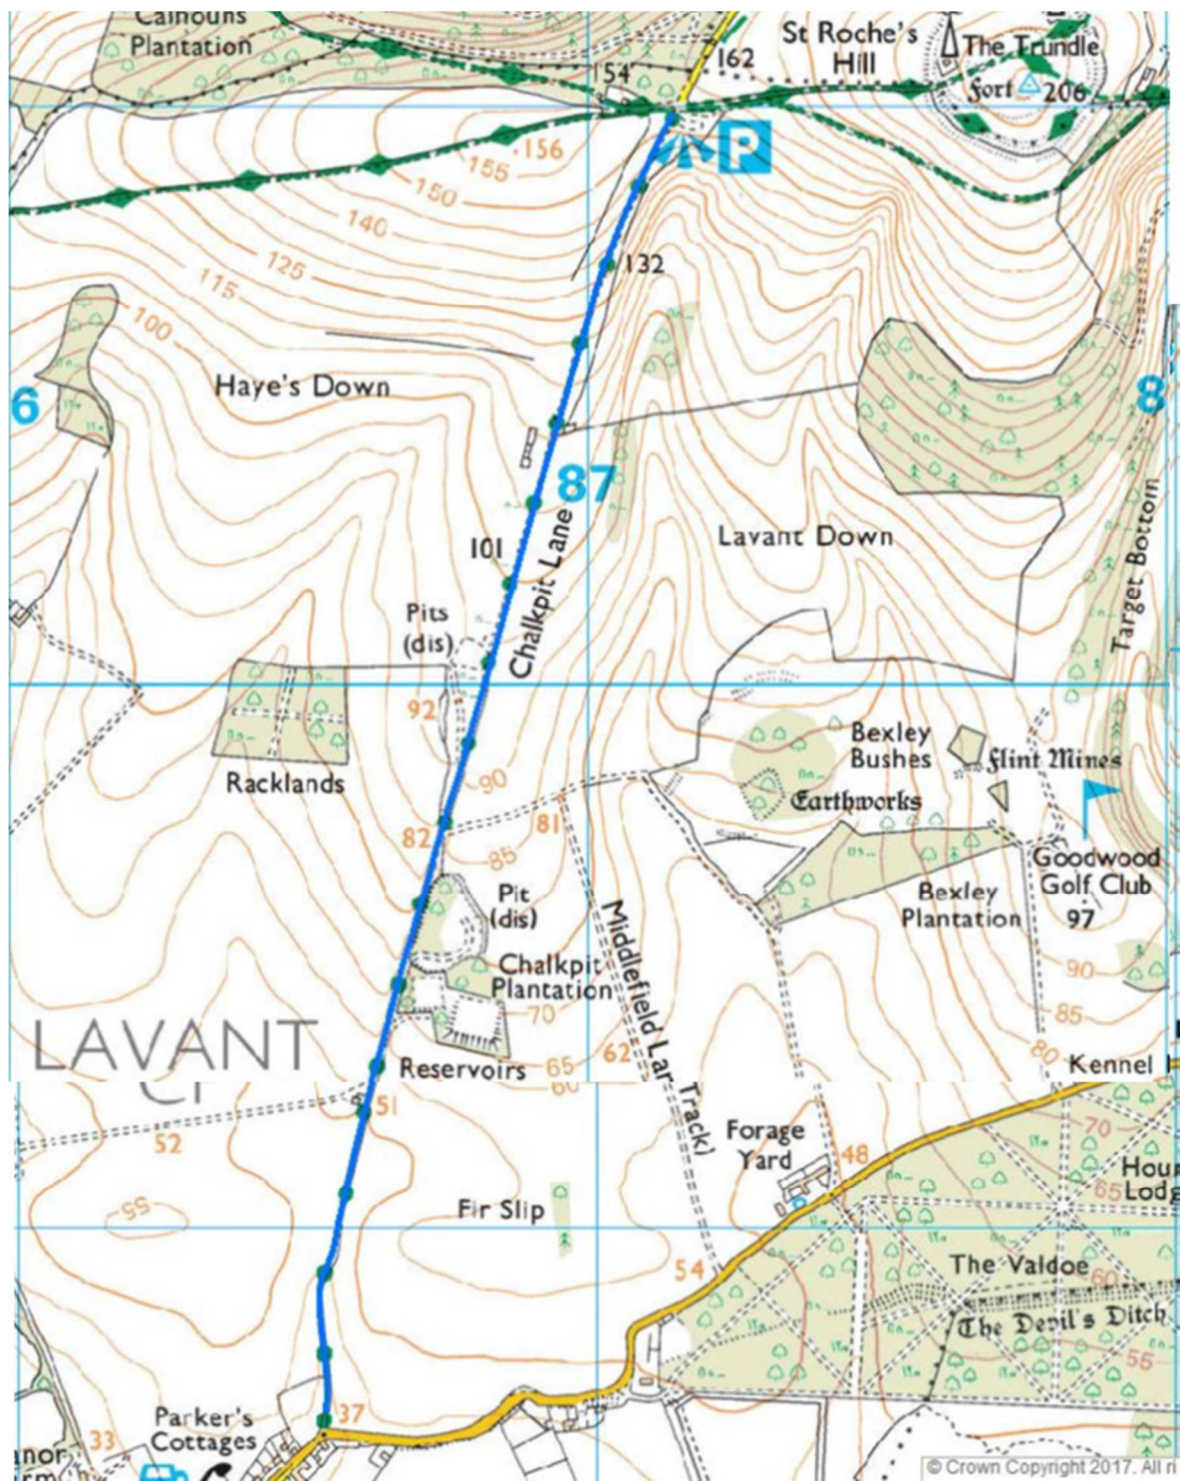 Plantation
St Roche's
Hill
162
154
The Trundle
Fort
206
P
156
155
150
140
132
125
115
100
Haye's Down
6
8
87
Chalkpit Lane
101
Lavant Down
Target Bottom
Pits
(dis)
92
Racklands
90
82
81
85
Bexley
Bushes
Flint Mines
Earthworks
Goodwood
Golf Club
97
Bexley
Plantation
Pit
(dis)
Middlefield
Track)
Chalkpit
Plantation
90
85
80
70
62
LAVANT
Reservoirs
65
60
Kennel
51
52
Forage
Yard
48
70
65
55
Fir Slip
54
The Valdoe
60
The Devil's Ditch
55
37
Parker's
Cottages
33
© Crown Copyright 2017. All